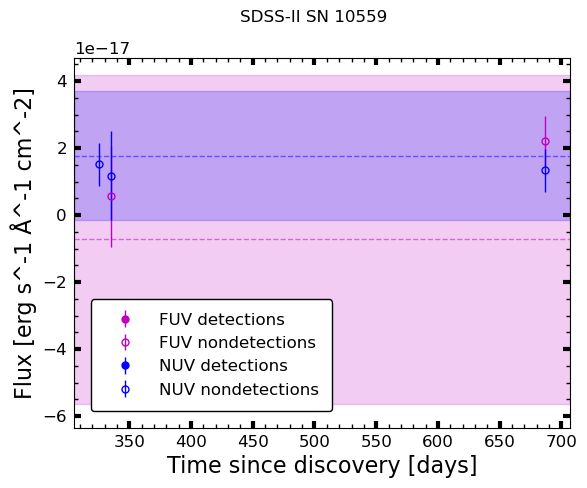 SDSS-II SN 10559
1e−17
4
2
0
−2
−4
−6
Flux [erg s^-1 Å^-1 cm^-2]
FUV detections
FUV nondetections
NUV detections
NUV nondetections
350 400 450 500 550 600 650 700
Time since discovery [days]